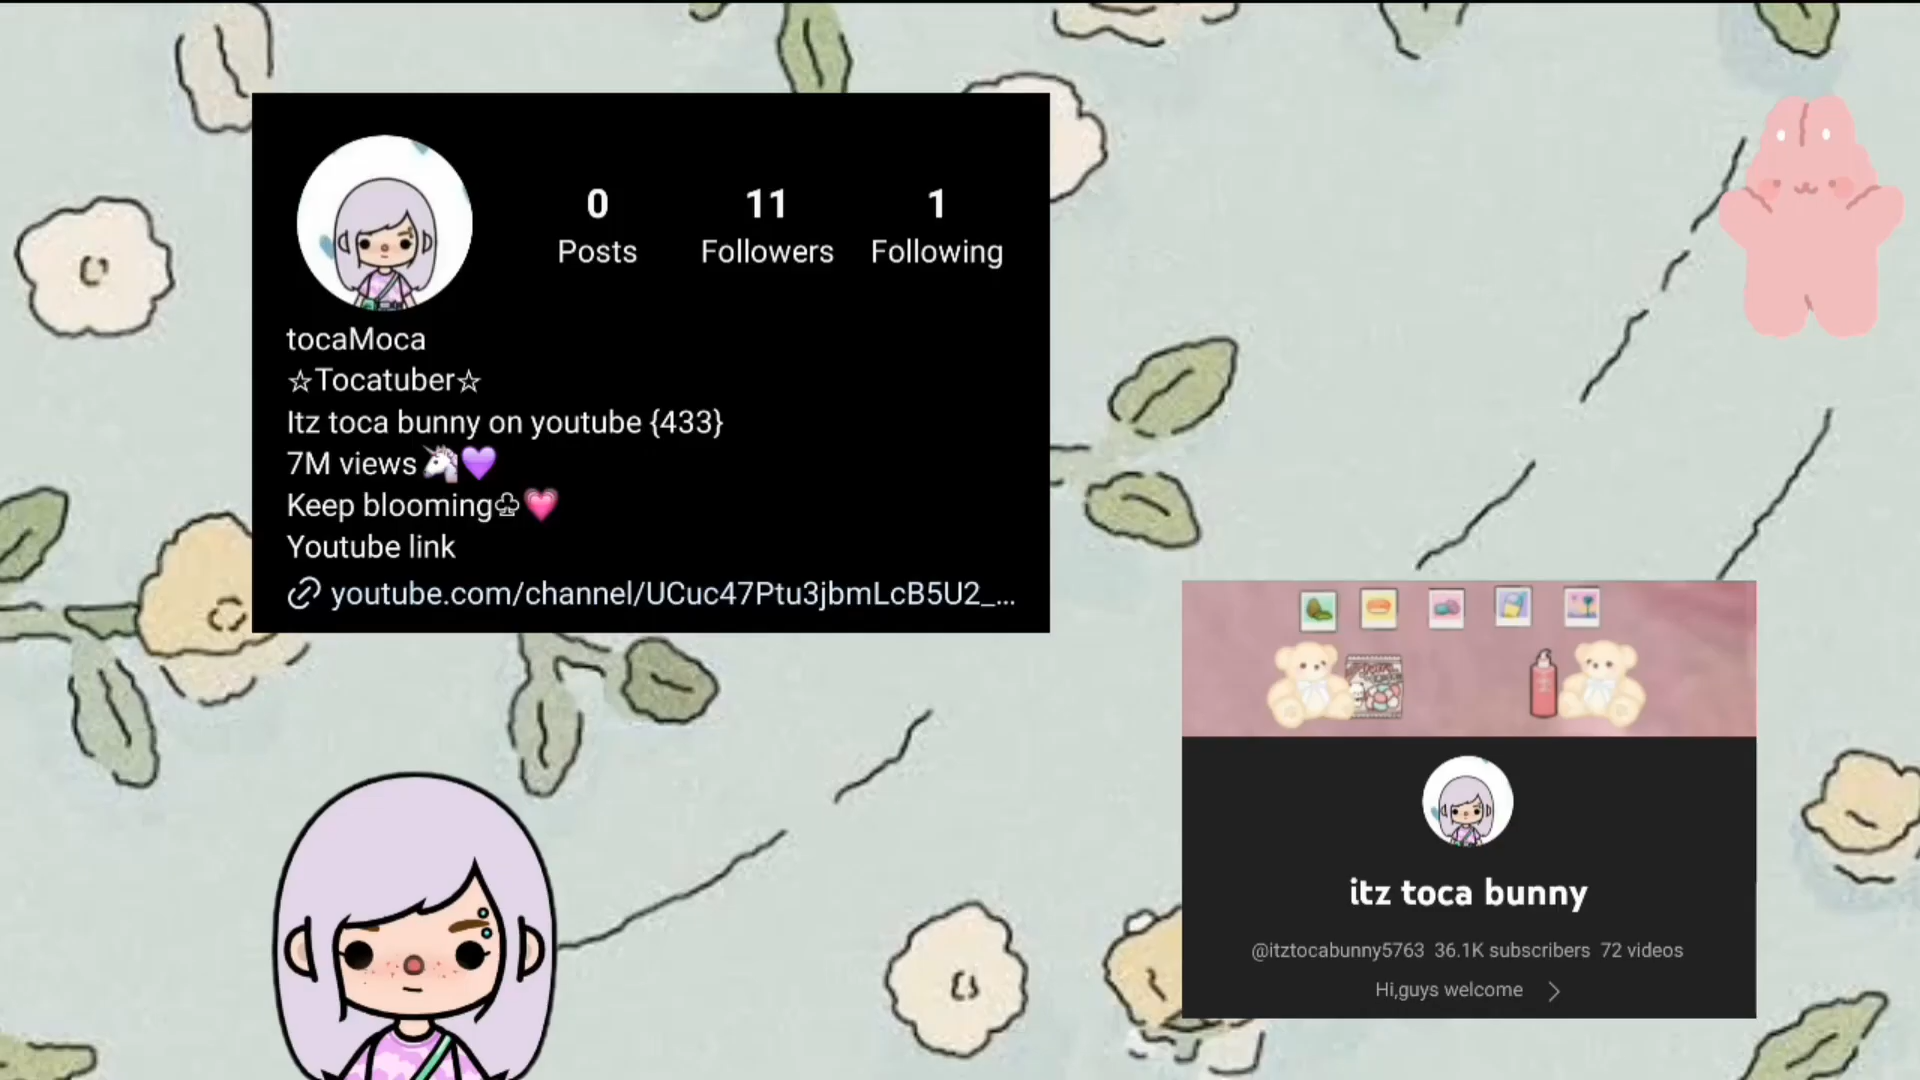 0 11 1
Posts Followers Following
tocaMoca
☆Tocatuber☆
Itz toca bunny on youtube {433}
7M views🦄💜
Keep blooming♧💗
Youtube link
youtube.com/channel/UCuc47Ptu3jbmLcB5U2_...
itz toca bunny
@itztocabunny5763 36.1K subscribers 72 videos
Hi,guys welcome >